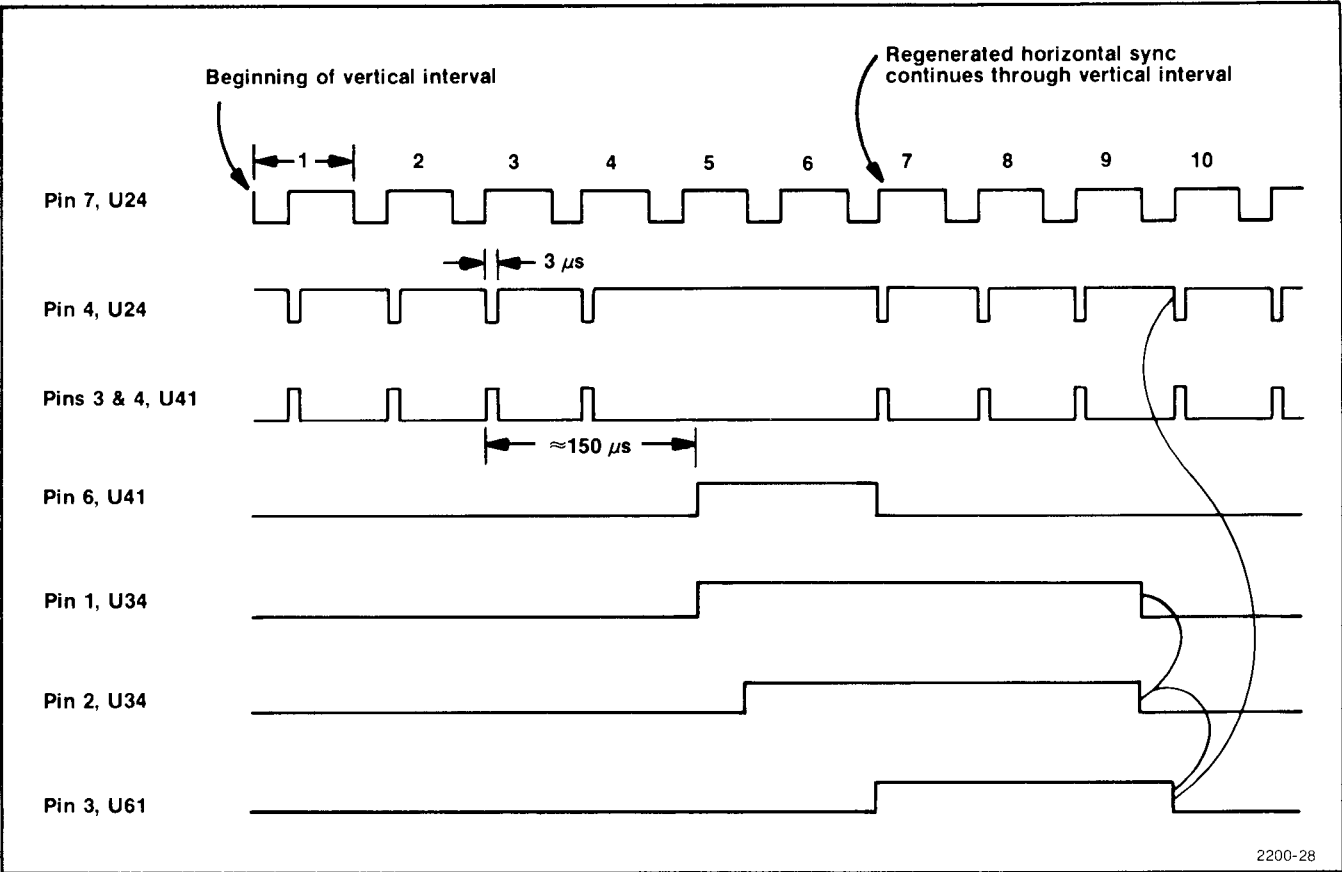 Beginning of vertical interval
Regenerated horizontal sync
continues through vertical interval
1 2 3 4 5 6 7 8 9 10
Pin 7, U24
3 μs
Pin 4, U24
Pins 3 & 4, U41
≈150 μs
Pin 6, U41
Pin 1, U34
Pin 2, U34
Pin 3, U61
2200-28